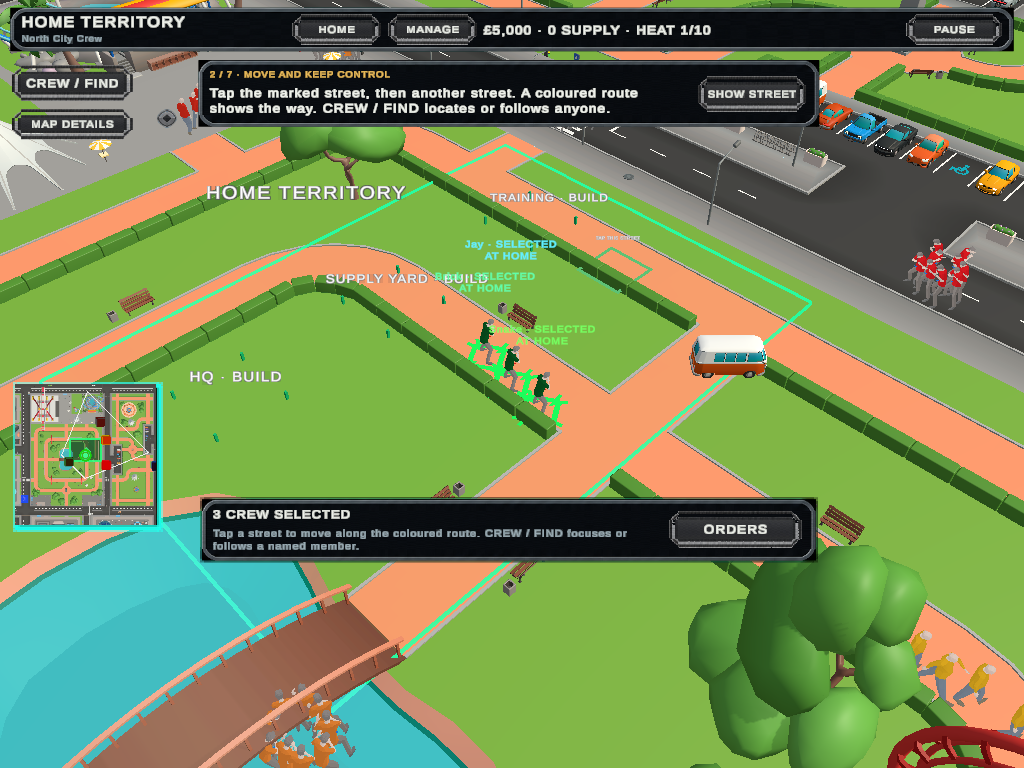 HOME TERRITORY
North City Crew
HOME
MANAGE
£5,000 · 0 SUPPLY · HEAT 1/10
PAUSE
CREW / FIND
MAP DETAILS
2 / 7 · MOVE AND KEEP CONTROL
Tap the marked street, then another street. A coloured route
shows the way. CREW / FIND locates or follows anyone.
SHOW STREET
HOME TERRITORY
TRAINING · BUILD
Jay · SELECTED
AT HOME
SUPPLY YARD · BUILD
SELECTED
AT HOME
SELECTED
AT HOME
HQ · BUILD
3 CREW SELECTED
Tap a street to move along the coloured route. CREW / FIND focuses or
follows a named member.
ORDERS